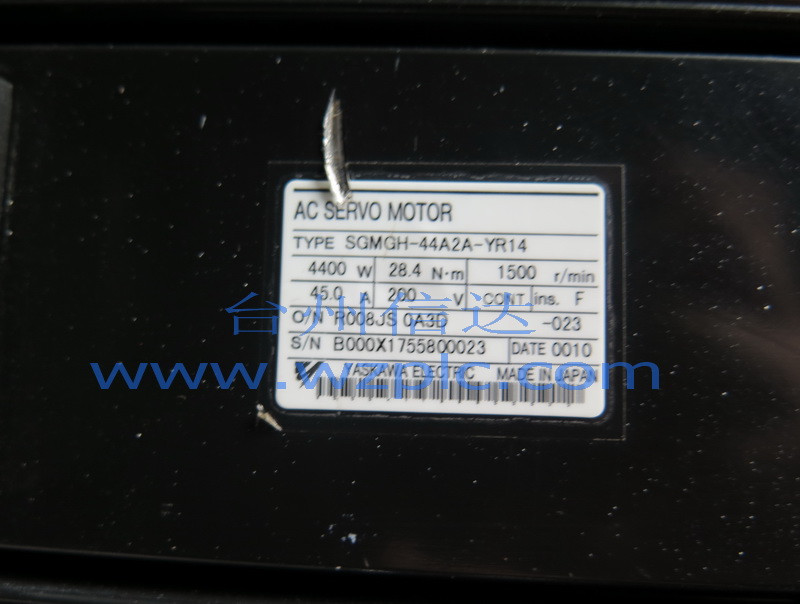 AC SERVO MOTOR
TYPE SGMGH-44A2A-YR14
4400 W 28.4 N·m 1500 r/min
45.0 A 200 V CONT. ins. F
台州信达
O/N R008JS 0A3D -023
S/N B000X1755800023 DATE 0010
www.wzplc.com
YASKAWA ELECTRIC MADE IN JAPAN